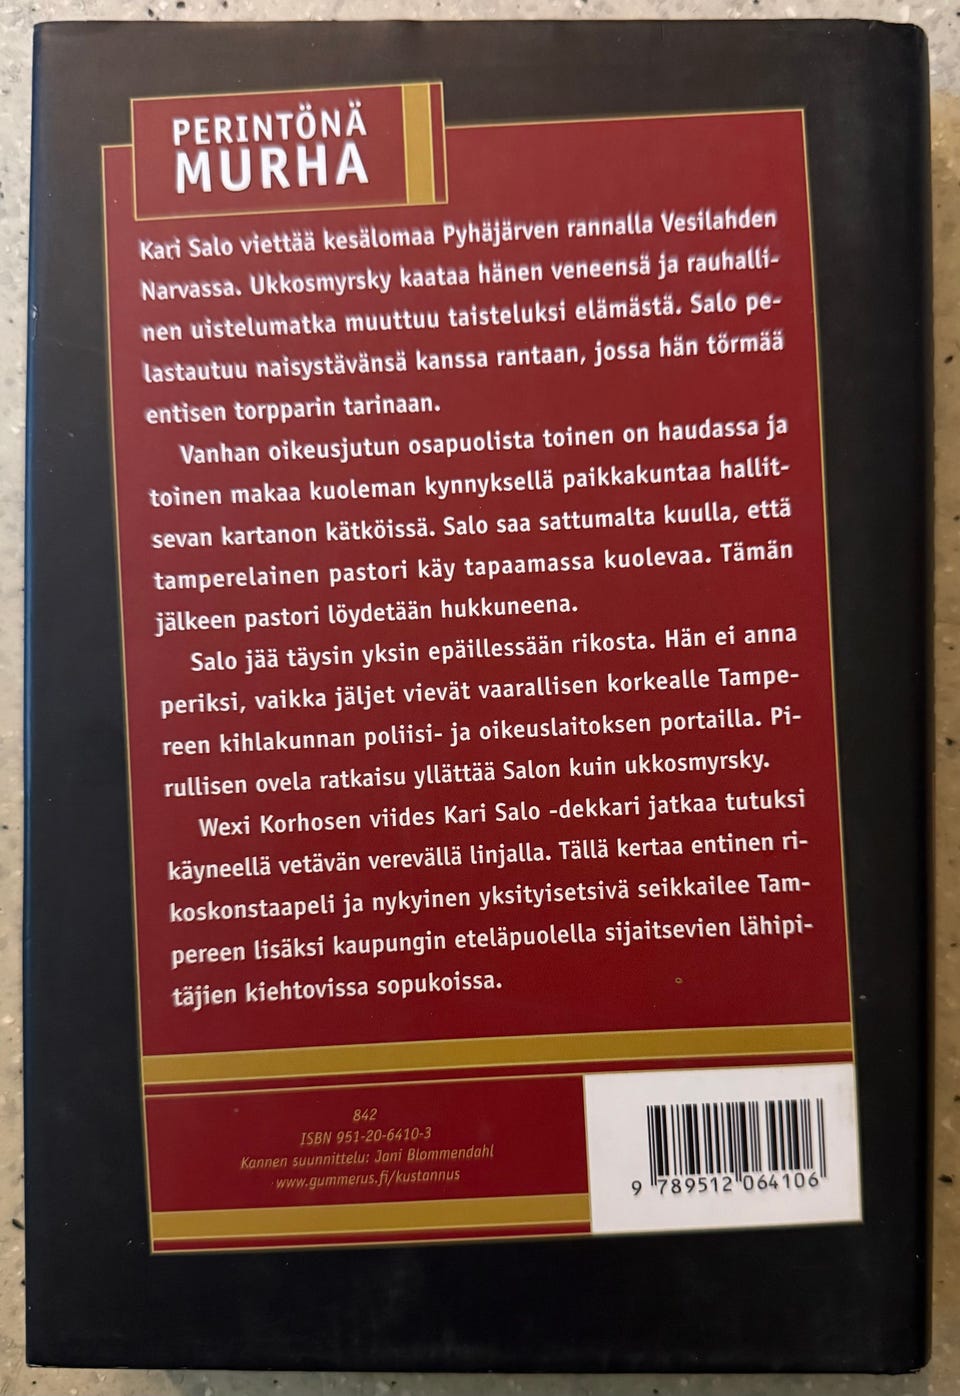 PERINTÖNÄ
MURHA
Kari Salo viettää kesälomaa Pyhäjärven rannalla Vesilahden
Narvassa. Ukkosmyrsky kaataa hänen veneensä ja rauhalli-
nen uistelumatka muuttuu taisteluksi elämästä. Salo pe-
lastautuu naisystävänsä kanssa rantaan, jossa hän törmää
entisen torpparin tarinaan.
Vanhan oikeusjutun osapuolista toinen on haudassa ja
toinen makaa kuoleman kynnyksellä paikkakuntaa hallit-
sevan kartanon kätköissä. Salo saa sattumalta kuulla, että
tamperelainen pastori käy tapaamassa kuolevaa. Tämän
jälkeen pastori löydetään hukkuneena.
Salo jää täysin yksin epäillessään rikosta. Hän ei anna
periksi, vaikka jäljet vievät vaarallisen korkealle Tampe-
reen kihlakunnan poliisi- ja oikeuslaitoksen portailla. Pi-
rullisen ovela ratkaisu yllättää Salon kuin ukkosmyrsky.
Wexi Korhosen viides Kari Salo -dekkari jatkaa tutuksi
käyneellä vetävän verevällä linjalla. Tällä kertaa entinen ri-
koskonstaapeli ja nykyinen yksityisetsivä seikkailee Tam-
pereen lisäksi kaupungin eteläpuolella sijaitsevien lähipi-
täjien kiehtovissa sopukoissa.
842
ISBN 951-20-6410-3
Kannen suunnittelu: Jani Blommendahl
www.gummerus.fi/kustannus
9 789512 064106